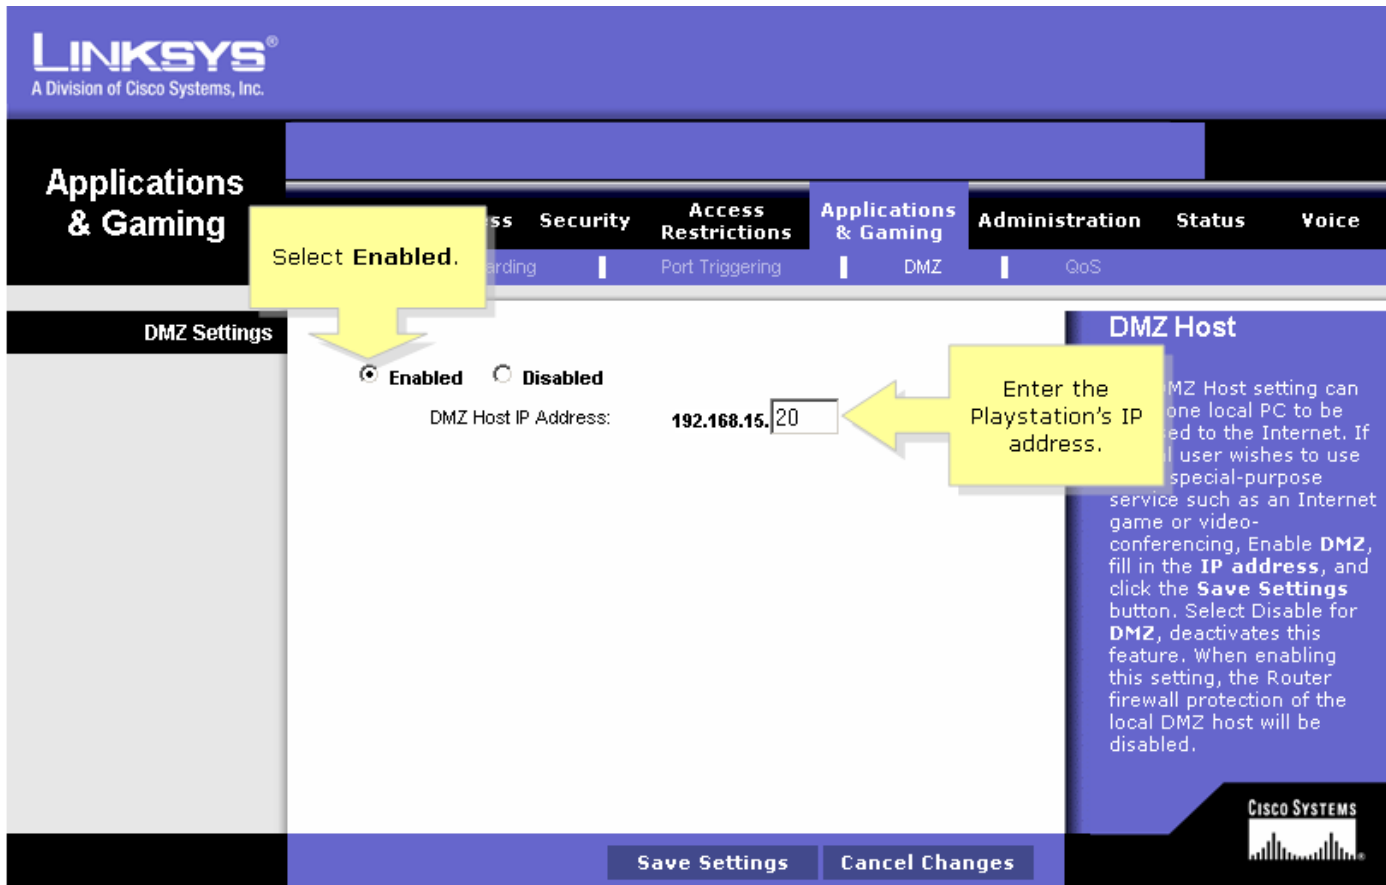 LINKSYS®
A Division of Cisco Systems, Inc.
Applications
& Gaming
ss
Security
Access
Restrictions
Applications
& Gaming
Administration
Status
Voice
Select Enabled.
arding
Port Triggering
DMZ
QoS
DMZ Settings
Enabled
Disabled
DMZ Host IP Address:
192.168.15. 20
Enter the
Playstation's IP
address.
DMZ Host
MZ Host setting can
one local PC to be
sed to the Internet. If
l user wishes to use
special-purpose
service such as an Internet
game or video-
conferencing, Enable DMZ,
fill in the IP address, and
click the Save Settings
button. Select Disable for
DMZ, deactivates this
feature. When enabling
this setting, the Router
firewall protection of the
local DMZ host will be
disabled.
CISCO SYSTEMS
Save Settings
Cancel Changes